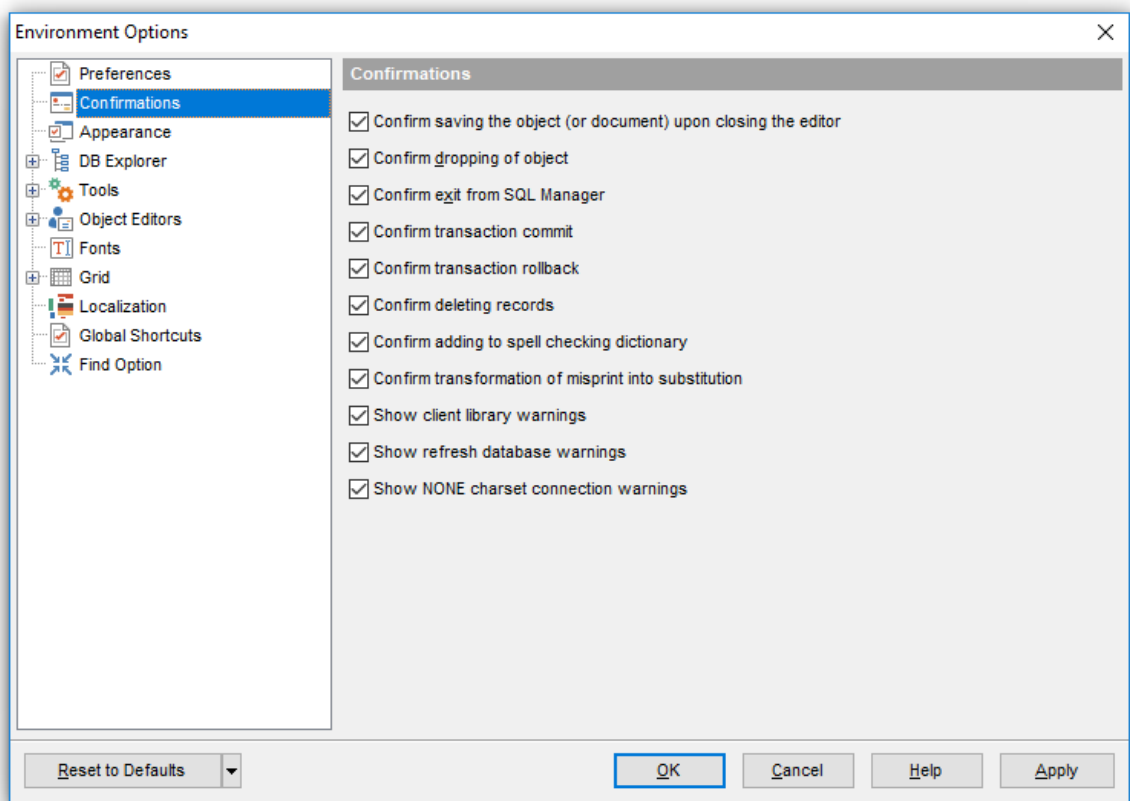 Environment Options
Preferences
Confirmations
Appearance
DB Explorer
Tools
Object Editors
Fonts
Grid
Localization
Global Shortcuts
Find Option
Confirmations
Confirm saving the object (or document) upon closing the editor
Confirm dropping of object
Confirm exit from SQL Manager
Confirm transaction commit
Confirm transaction rollback
Confirm deleting records
Confirm adding to spell checking dictionary
Confirm transformation of misprint into substitution
Show client library warnings
Show refresh database warnings
Show NONE charset connection warnings
Reset to Defaults
OK
Cancel
Help
Apply